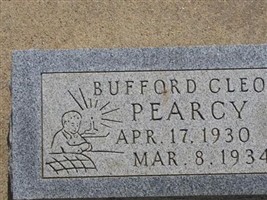 BUFFORD CLEO
PEARCY
APR. 17. 1930
MAR. 8. 1934